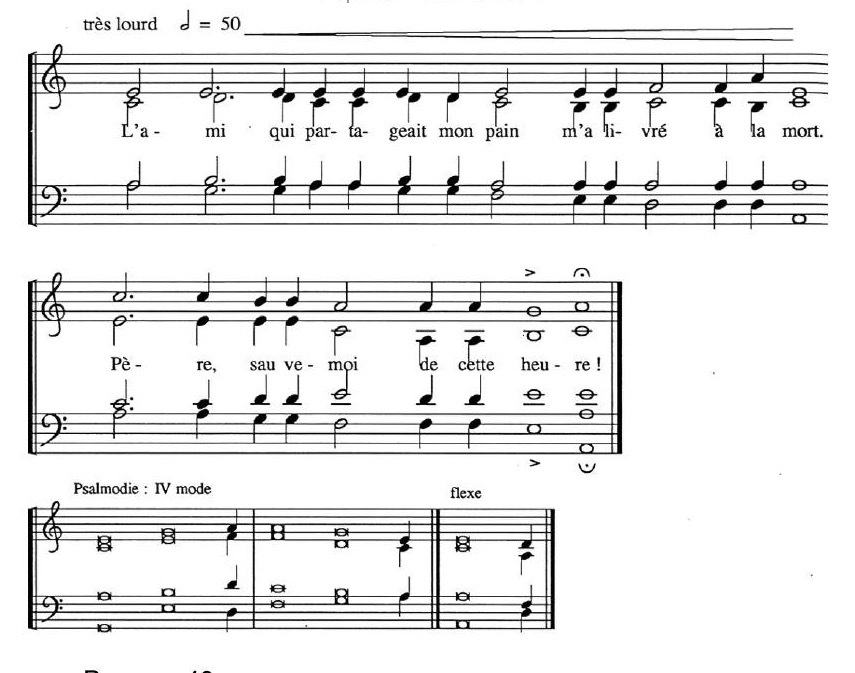 très lourd 𝅗𝅥 = 50
L'a - mi qui par- ta- geait mon pain m'a li- vré à la mort.
Pè - re, sau ve - moi de cette heu - re !
Psalmodie : IV mode
flexe